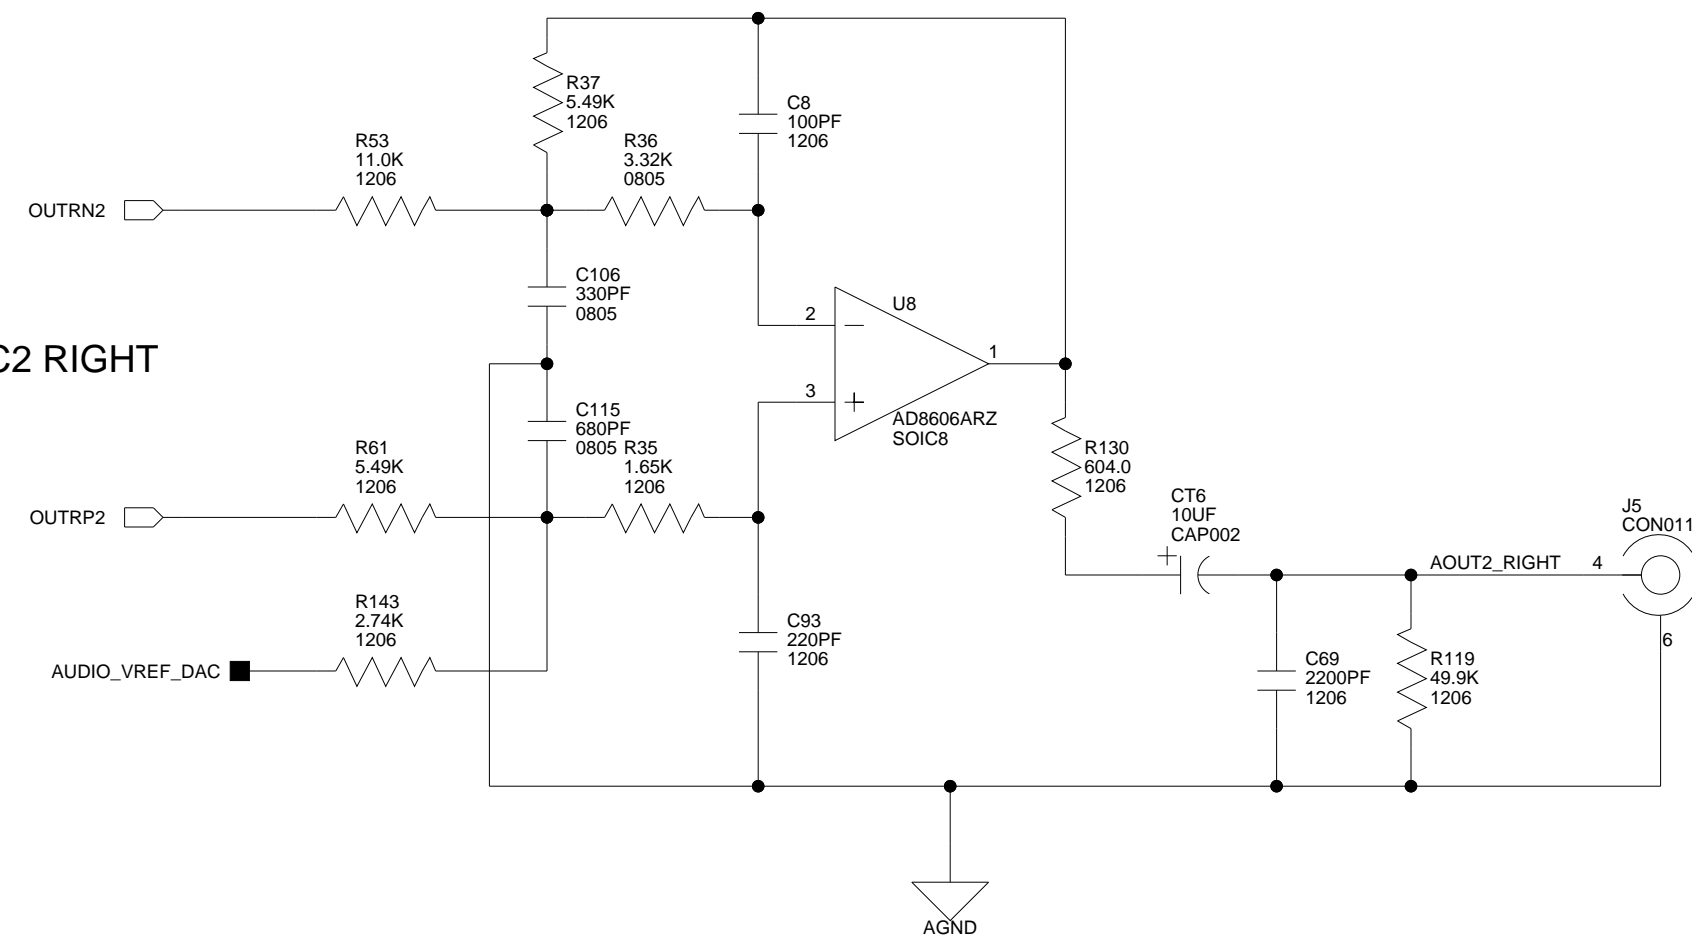 R37
5.49K
1206
C8
100PF
1206
R53
11.0K
1206
R36
3.32K
0805
OUTRN2
C106
330PF
0805
U8
2
1
3
AD8606ARZ
SOIC8
C2 RIGHT
C115
680PF
0805
R35
1.65K
1206
R61
5.49K
1206
OUTRP2
R130
604.0
1206
CT6
10UF
CAP002
J5
CON011
AOUT2_RIGHT
4
6
R143
2.74K
1206
AUDIO_VREF_DAC
C93
220PF
1206
C69
2200PF
1206
R119
49.9K
1206
AGND